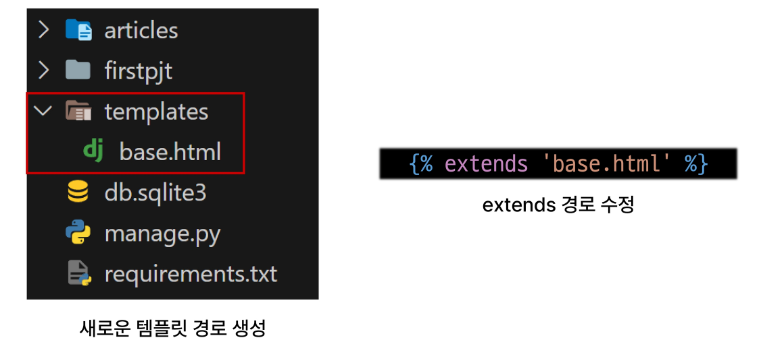 articles
firstpjt
templates
dj base.html
db.sqlite3
manage.py
requirements.txt
새로운 템플릿 경로 생성
{% extends 'base.html' %}
extends 경로 수정